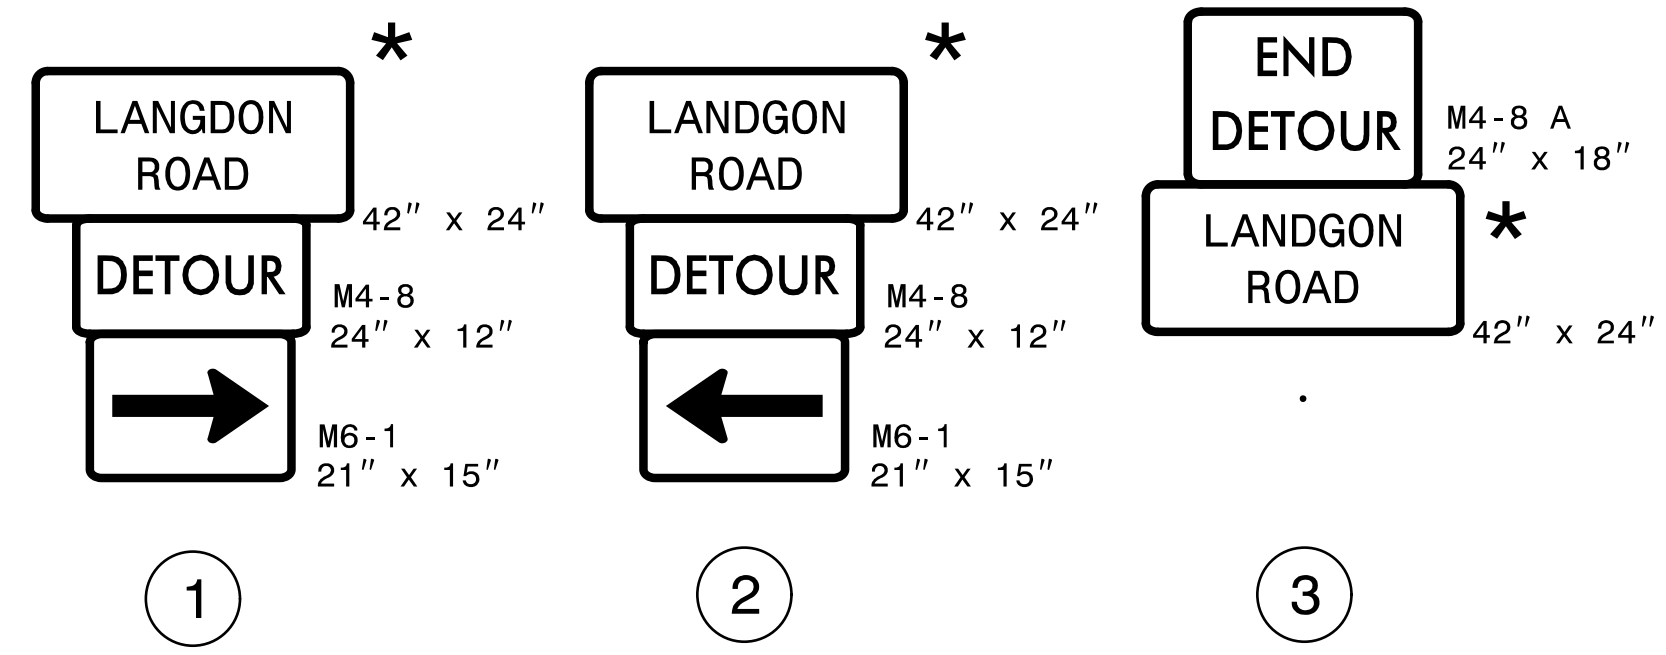 *
LANGDON
ROAD
42" x 24"
DETOUR
M4-8
24" x 12"
M6-1
21" x 15"
1
*
LANDGON
ROAD
42" x 24"
DETOUR
M4-8
24" x 12"
M6-1
21" x 15"
2
END
DETOUR
M4-8 A
24" x 18"
LANDGON
ROAD
*
42" x 24"
.
3